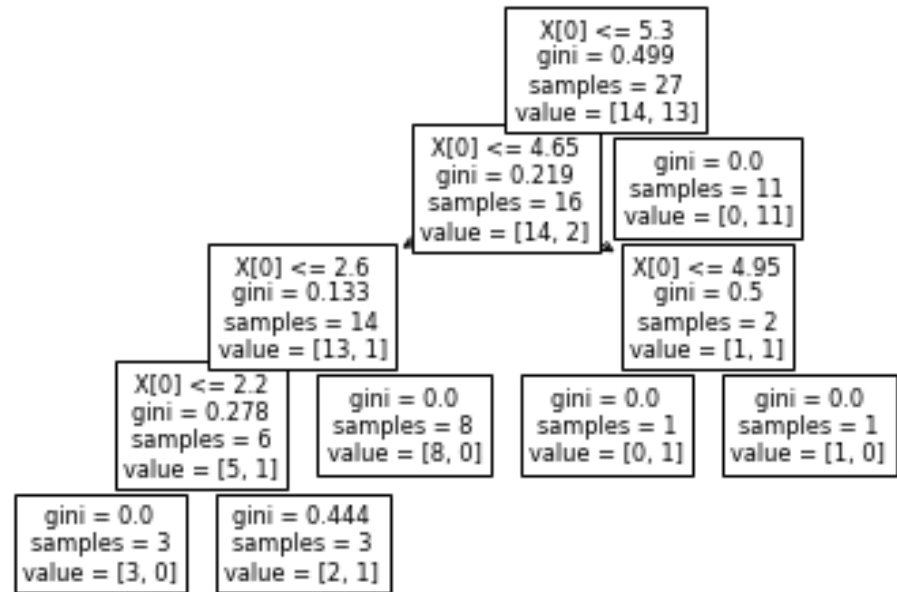 X[0] <= 5.3
gini = 0.499
samples = 27
value = [14, 13]
X[0] <= 4.65
gini = 0.219
samples = 16
value = [14, 2]
gini = 0.0
samples = 11
value = [0, 11]
X[0] <= 2.6
gini = 0.133
samples = 14
value = [13, 1]
X[0] <= 4.95
gini = 0.5
samples = 2
value = [1, 1]
X[0] <= 2.2
gini = 0.278
samples = 6
value = [5, 1]
gini = 0.0
samples = 8
value = [8, 0]
gini = 0.0
samples = 1
value = [0, 1]
gini = 0.0
samples = 1
value = [1, 0]
gini = 0.0
samples = 3
value = [3, 0]
gini = 0.444
samples = 3
value = [2, 1]